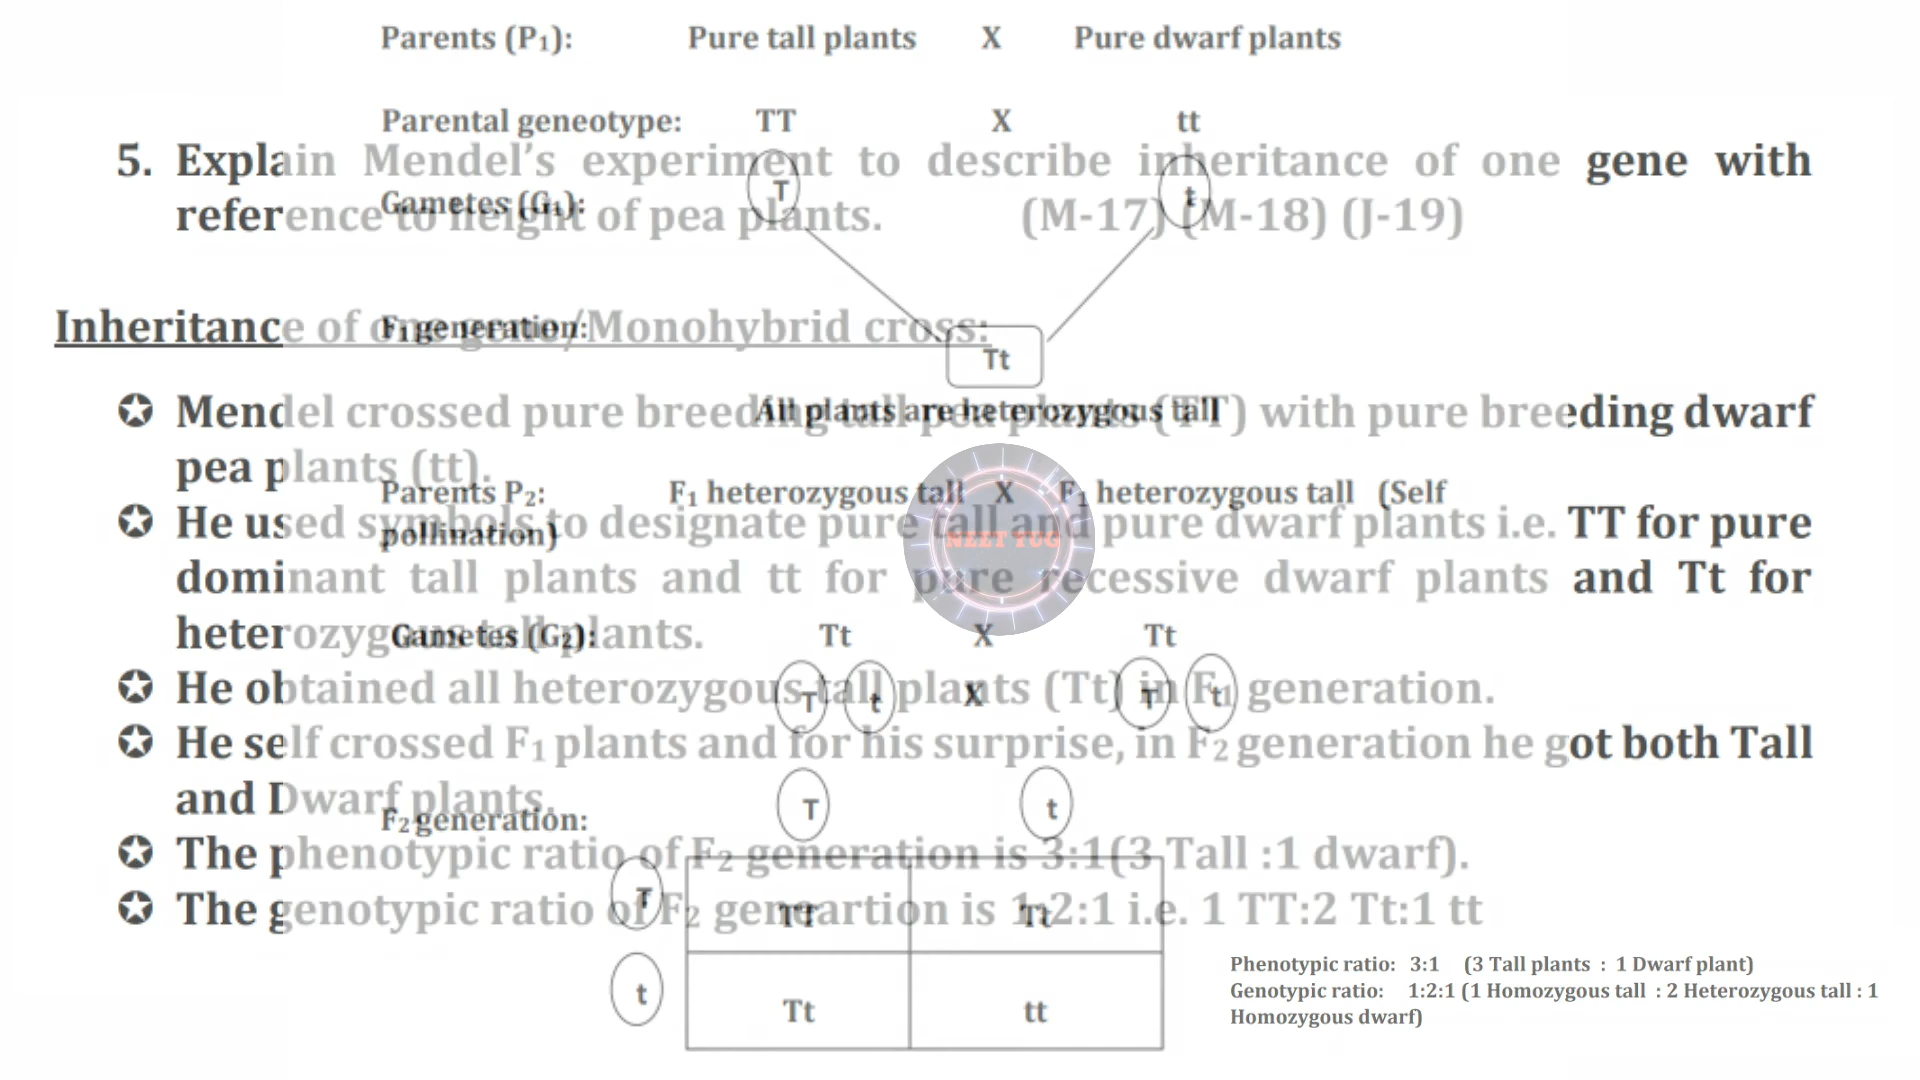 Parents (P1): Pure tall plants X Pure dwarf plants
Parental geneotype: TT X tt
Gametes (G1): T t
F1 generation:
Tt
All plants are heterozygous tall
Parents P2: F1 heterozygous tall X F1 heterozygous tall (Self
pollination)
Gametes (G2): Tt X Tt
T t X T t
F2 generation:
T t
T TT Tt
t Tt tt
Phenotypic ratio: 3:1 (3 Tall plants : 1 Dwarf plant)
Genotypic ratio: 1:2:1 (1 Homozygous tall : 2 Heterozygous tall : 1
Homozygous dwarf)
5. Explain Mendel's experiment to describe inheritance of one gene with
reference to height of pea plants. (M-17) (M-18) (J-19)
Inheritance of one gene/Monohybrid cross:
Mendel crossed pure breeding tall pea plants (TT) with pure breeding dwarf
pea plants (tt).
He used symbols to designate pure tall and pure dwarf plants i.e. TT for pure
dominant tall plants and tt for pure recessive dwarf plants and Tt for
heterozygous tall plants.
He obtained all heterozygous tall plants (Tt) in F1 generation.
He self crossed F1 plants and for his surprise, in F2 generation he got both Tall
and Dwarf plants.
The phenotypic ratio of F2 generation is 3:1(3 Tall :1 dwarf).
The genotypic ratio of F2 generartion is 1:2:1 i.e. 1 TT:2 Tt:1 tt
NEET TUG